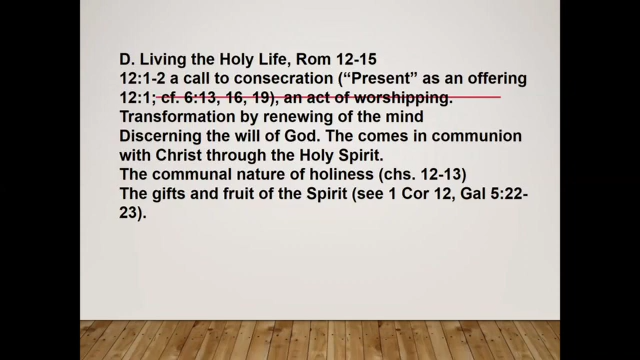 D. Living the Holy Life, Rom 12-15
12:1-2 a call to consecration (“Present” as an offering
12:1; cf. 6:13, 16, 19), an act of worshipping.
Transformation by renewing of the mind
Discerning the will of God. The comes in communion
with Christ through the Holy Spirit.
The communal nature of holiness (chs. 12-13)
The gifts and fruit of the Spirit (see 1 Cor 12, Gal 5:22-
23).